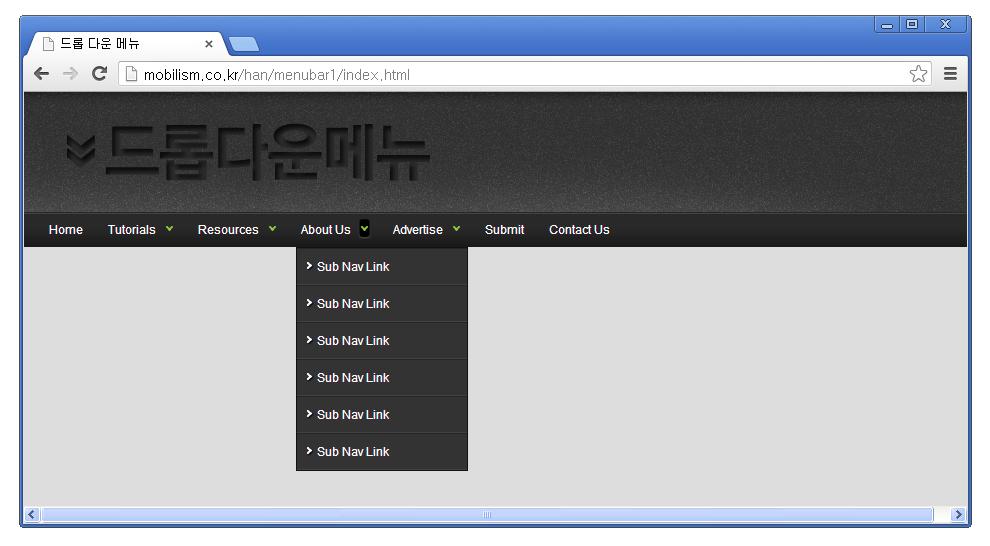 드롭 다운 메뉴
mobilism.co.kr/han/menubar1/index.html
드롭다운메뉴
Home Tutorials Resources About Us Advertise Submit Contact Us
Sub Nav Link
Sub Nav Link
Sub Nav Link
Sub Nav Link
Sub Nav Link
Sub Nav Link